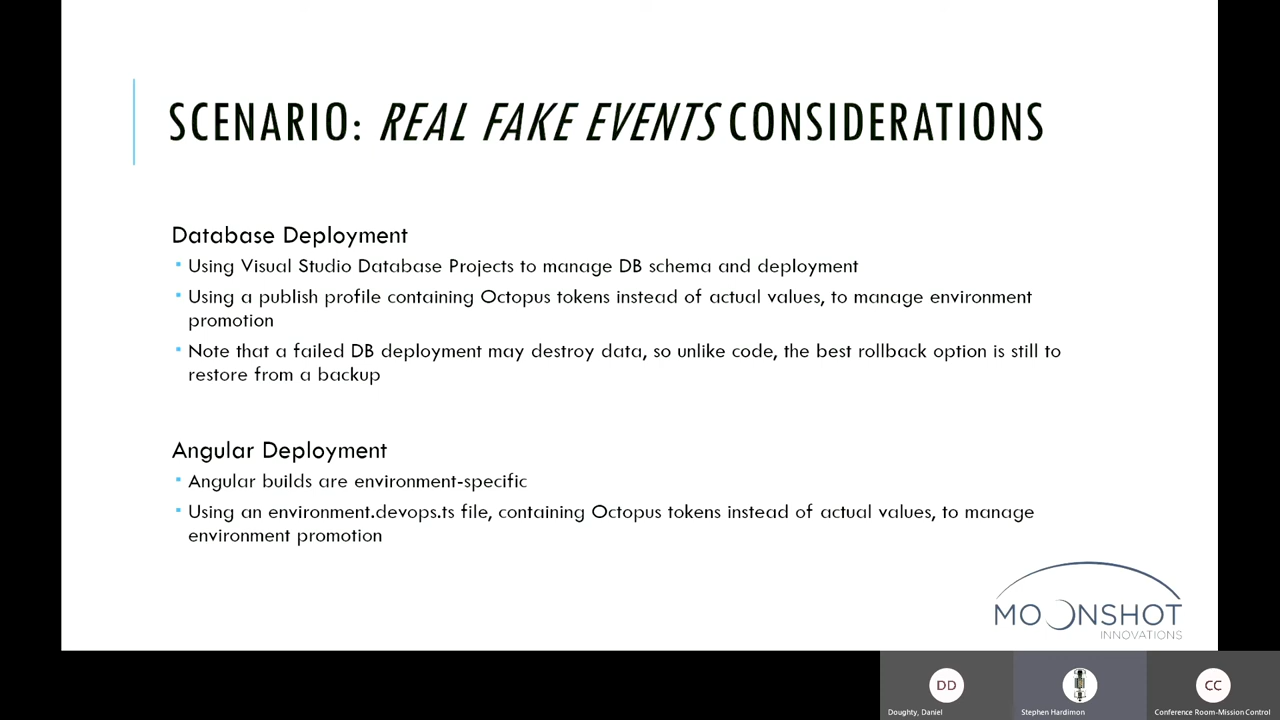 SCENARIO: REAL FAKE EVENTS CONSIDERATIONS
Database Deployment
Using Visual Studio Database Projects to manage DB schema and deployment
Using a publish profile containing Octopus tokens instead of actual values, to manage environment
promotion
Note that a failed DB deployment may destroy data, so unlike code, the best rollback option is still to
restore from a backup
Angular Deployment
Angular builds are environment-specific
Using an environment.devops.ts file, containing Octopus tokens instead of actual values, to manage
environment promotion
MOONSHOT
INNOVATIONS
DD
CC
Doughty, Daniel
Stephen Hardimon
Conference Room-Mission Control